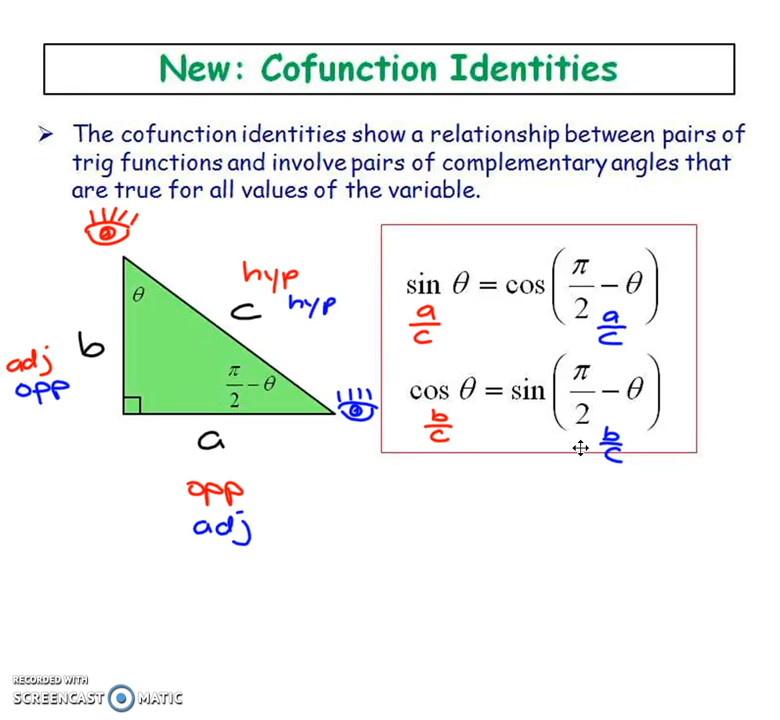 New: Cofunction Identities
➢ The cofunction identities show a relationship between pairs of
trig functions and involve pairs of complementary angles that
are true for all values of the variable.
θ
hyp
hyp
c
b
adj
opp
π/2 − θ
a
opp
adj
sin θ = cos(π/2 − θ)
a/c a/c
cos θ = sin(π/2 − θ)
b/c b/c
RECORDED WITH
SCREENCAST MATIC